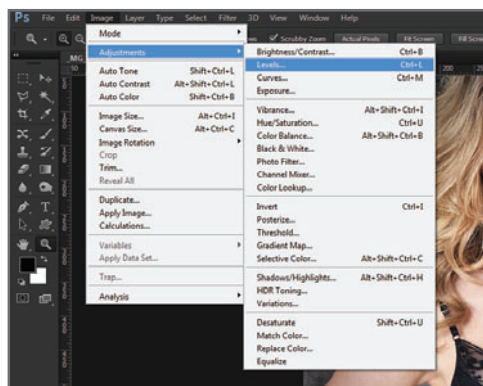 Ps File Edit Image Layer Type Select Filter 3D View Window Help
Scrubby Zoom Actual Pixels Fit Screen Fill Scree
_MG
Mode
Adjustments
Auto Tone Shift+Ctrl+L
Auto Contrast Alt+Shift+Ctrl+L
Auto Color Shift+Ctrl+B
Image Size... Alt+Ctrl+I
Canvas Size... Alt+Ctrl+C
Image Rotation
Crop
Trim...
Reveal All
Duplicate...
Apply Image...
Calculations...
Variables
Apply Data Set...
Trap...
Analysis
Brightness/Contrast... Ctrl+B
Levels... Ctrl+L
Curves... Ctrl+M
Exposure...
Vibrance... Alt+Shift+Ctrl+I
Hue/Saturation... Ctrl+U
Color Balance... Alt+Shift+Ctrl+B
Black & White...
Photo Filter...
Channel Mixer...
Color Lookup...
Invert Ctrl+I
Posterize...
Threshold...
Gradient Map...
Selective Color... Alt+Shift+Ctrl+C
Shadows/Highlights... Alt+Shift+Ctrl+H
HDR Toning...
Variations...
Desaturate Shift+Ctrl+U
Match Color...
Replace Color...
Equalize
200